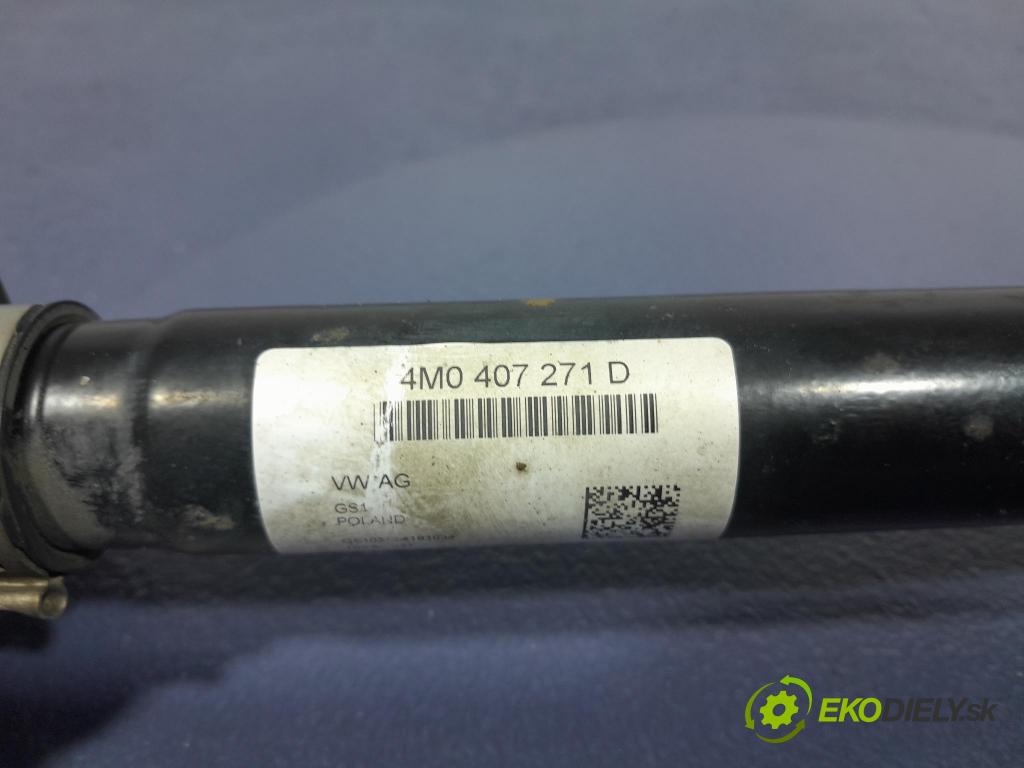 4M0 407 271 D
VW AG
GS1
POLAND
EKODIELY.sk